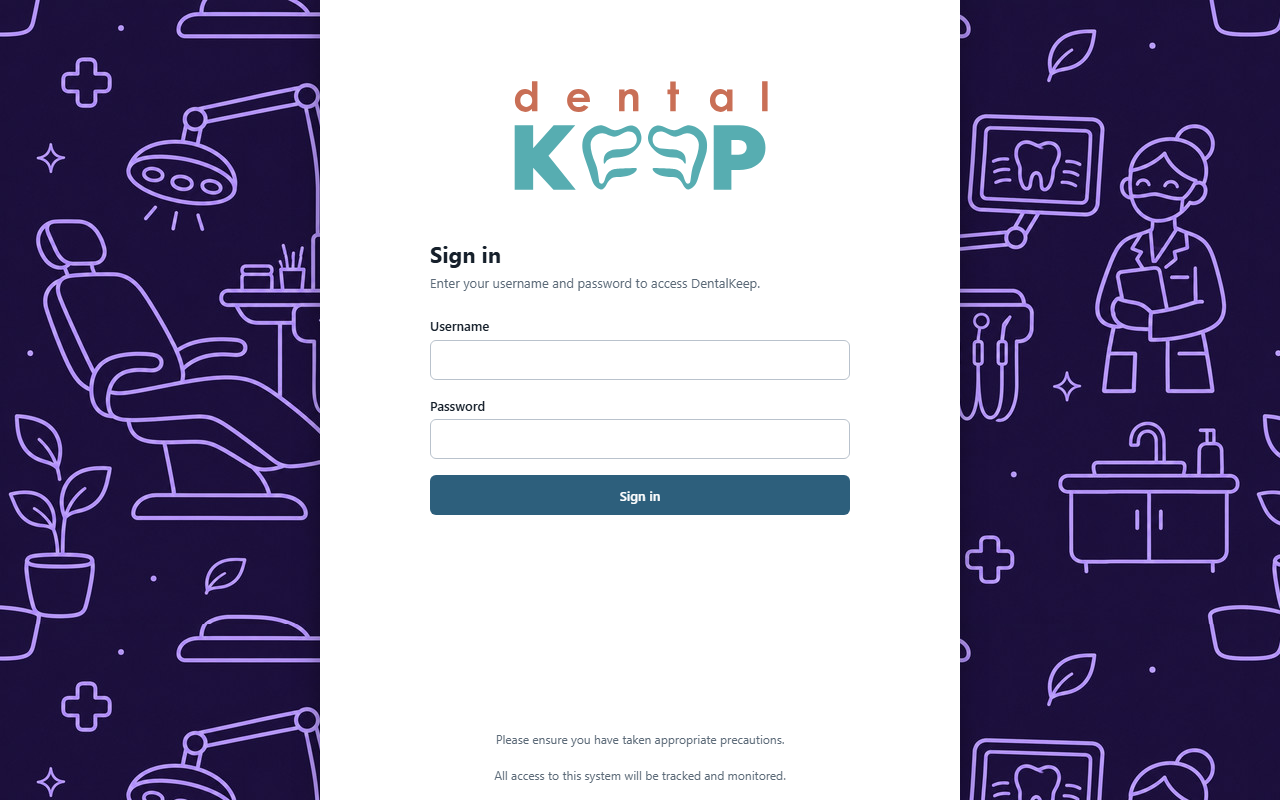 dental
KEEP
Sign in
Enter your username and password to access DentalKeep.
Username
Password
Sign in
Please ensure you have taken appropriate precautions.
All access to this system will be tracked and monitored.